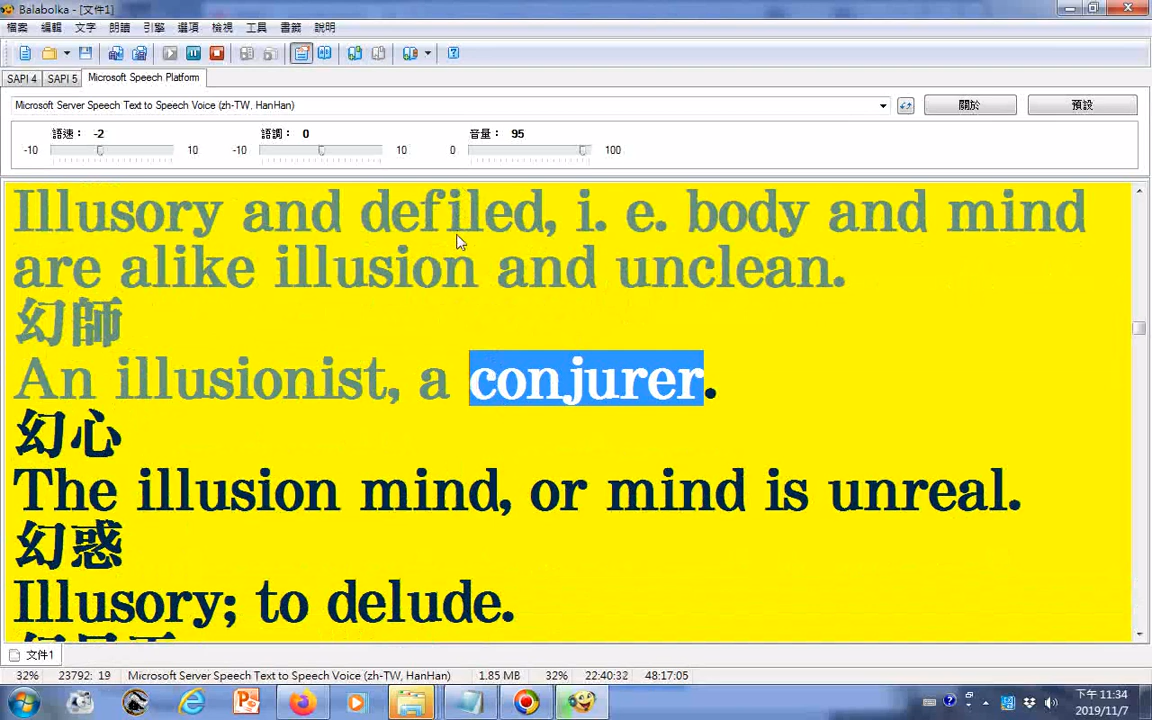 Balabolka - [文件1]
檔案 編輯 文字 朗讀 引擎 選項 檢視 工具 書籤 說明
SAPI 4 SAPI 5 Microsoft Speech Platform
Microsoft Server Speech Text to Speech Voice (zh-TW, HanHan) 關於 預設
語速： -2 語調： 0 音量： 95
-10 10 -10 10 0 100
Illusory and defiled, i. e. body and mind
are alike illusion and unclean.
幻師
An illusionist, a conjurer.
幻心
The illusion mind, or mind is unreal.
幻惑
Illusory; to delude.
文件1
32% 23792: 19 Microsoft Server Speech Text to Speech Voice (zh-TW, HanHan) 1.85 MB 32% 22:40:32 48:17:05
下午 11:34
2019/11/7